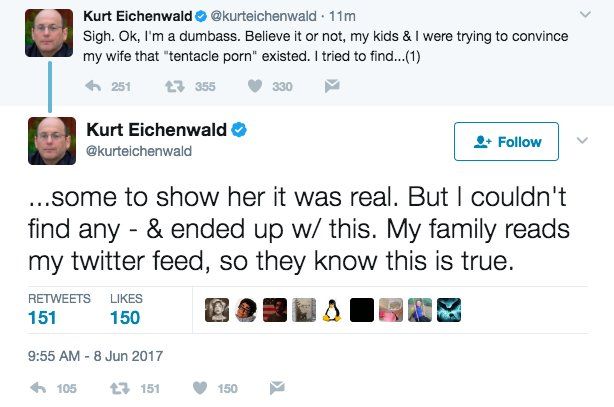 Kurt Eichenwald @kurteichenwald · 11m
Sigh. Ok, I'm a dumbass. Believe it or not, my kids & I were trying to convince
my wife that "tentacle porn" existed. I tried to find...(1)
251 355 330
Kurt Eichenwald
@kurteichenwald
Follow
...some to show her it was real. But I couldn't
find any - & ended up w/ this. My family reads
my twitter feed, so they know this is true.
RETWEETS LIKES
151 150
9:55 AM - 8 Jun 2017
105 151 150